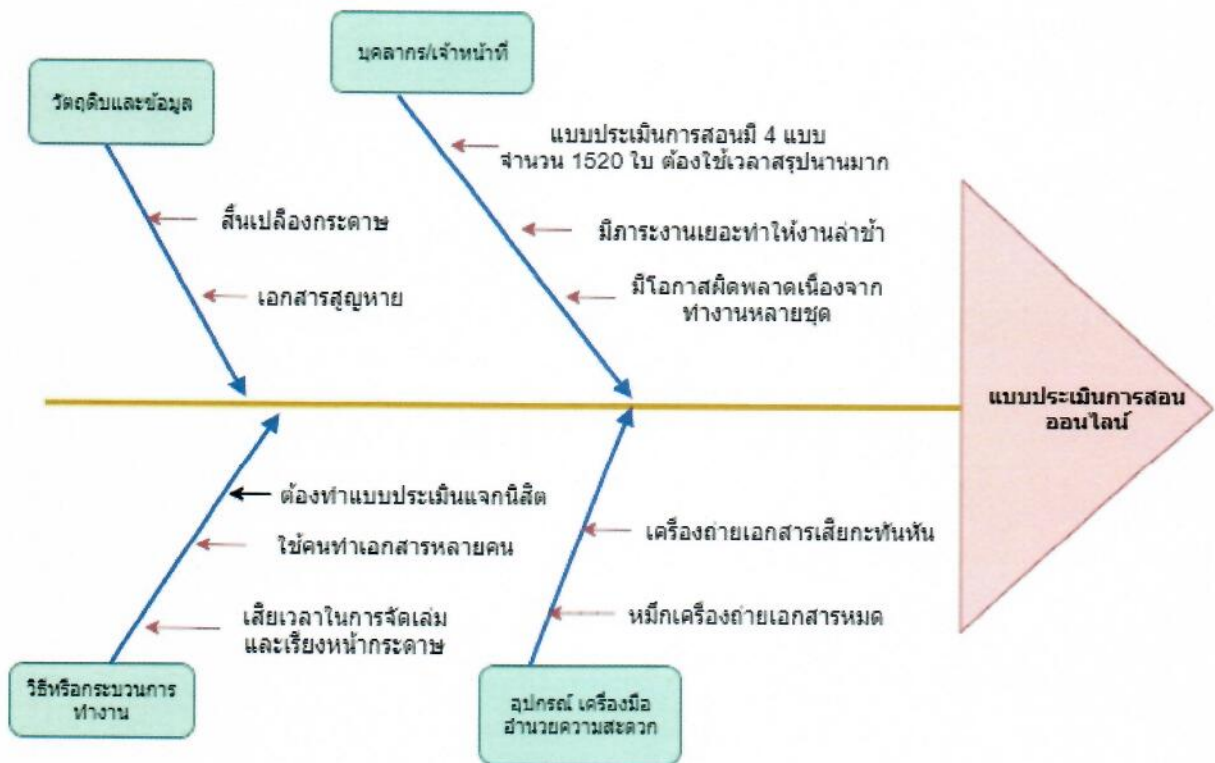 บุคลากร/เจ้าหน้าที่
วัตถุดิบและข้อมูล
แบบประเมินการสอนมี 4 แบบ
จำนวน 1520 ใบ ต้องใช้เวลาสรุปนานมาก
สิ้นเปลืองกระดาษ
มีภาระงานเยอะทำให้งานล่าช้า
เอกสารสูญหาย
มีโอกาสผิดพลาดเนื่องจาก
ทำงานหลายชุด
แบบประเมินการสอน
ออนไลน์
ต้องทำแบบประเมินแจกนิสิต
ใช้คนทำเอกสารหลายคน
เครื่องถ่ายเอกสารเสียกะทันหัน
เสียเวลาในการจัดเล่ม
และเรียงหน้ากระดาษ
หมึกเครื่องถ่ายเอกสารหมด
วิธีหรือกระบวนการ
ทำงาน
อุปกรณ์ เครื่องมือ
อำนวยความสะดวก